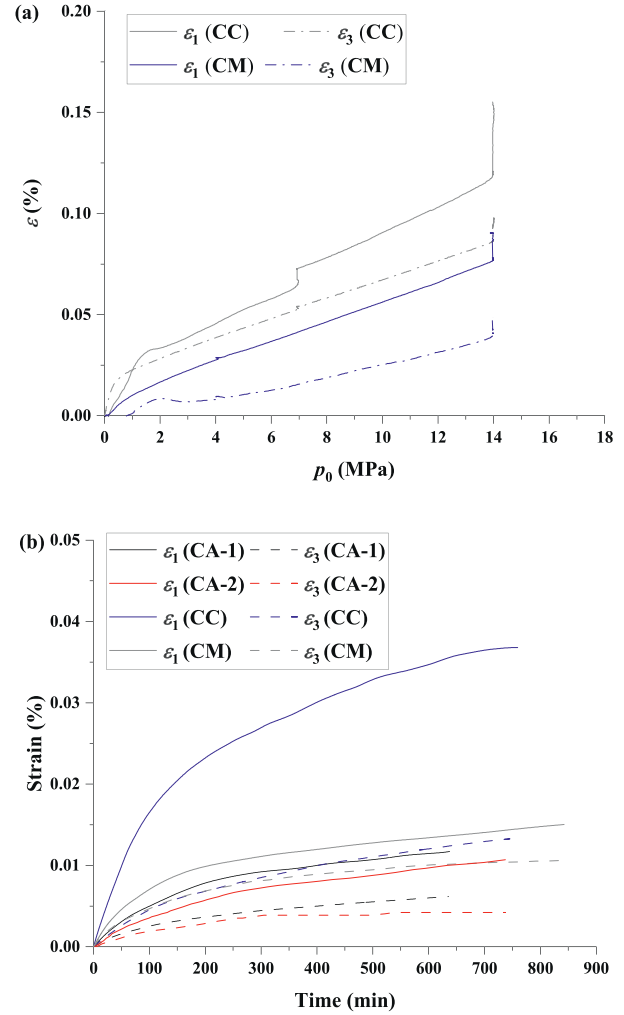 (a)
ε1 (CC) ε3 (CC)
ε1 (CM) ε3 (CM)
0.20
0.15
0.10
0.05
0.00
ε (%)
0 2 4 6 8 10 12 14 16 18
p0 (MPa)
(b)
ε1 (CA-1) ε3 (CA-1)
ε1 (CA-2) ε3 (CA-2)
ε1 (CC) ε3 (CC)
ε1 (CM) ε3 (CM)
0.05
0.04
0.03
0.02
0.01
0.00
Strain (%)
0 100 200 300 400 500 600 700 800 900
Time (min)